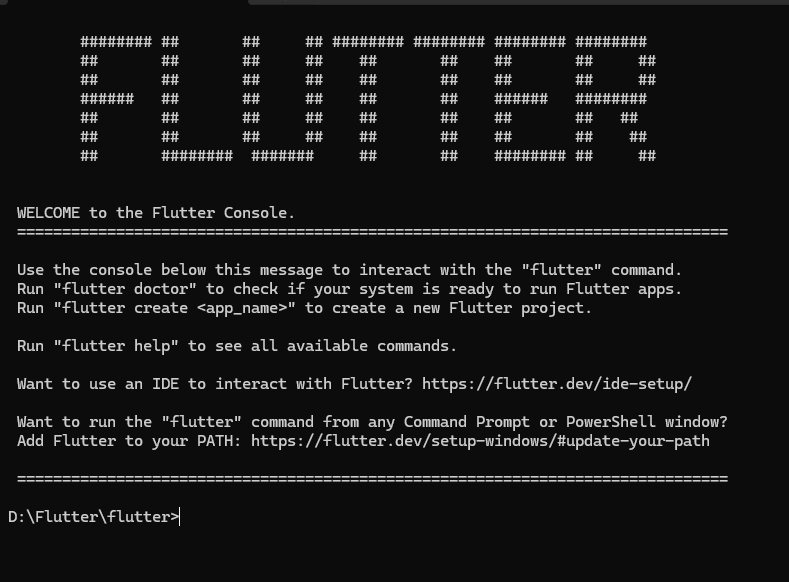 ######## ##       ##     ## ######## ######## ######## ########
##       ##       ##     ##    ##       ##    ##       ##     ##
##       ##       ##     ##    ##       ##    ##       ##     ##
######   ##       ##     ##    ##       ##    ######   ########
##       ##       ##     ##    ##       ##    ##       ##   ##
##       ##       ##     ##    ##       ##    ##       ##    ##
##       ########  #######     ##       ##    ######## ##     ##
WELCOME to the Flutter Console.
===============================================================================
Use the console below this message to interact with the "flutter" command.
Run "flutter doctor" to check if your system is ready to run Flutter apps.
Run "flutter create <app_name>" to create a new Flutter project.
Run "flutter help" to see all available commands.
Want to use an IDE to interact with Flutter? https://flutter.dev/ide-setup/
Want to run the "flutter" command from any Command Prompt or PowerShell window?
Add Flutter to your PATH: https://flutter.dev/setup-windows/#update-your-path
===============================================================================
D:\Flutter\flutter>